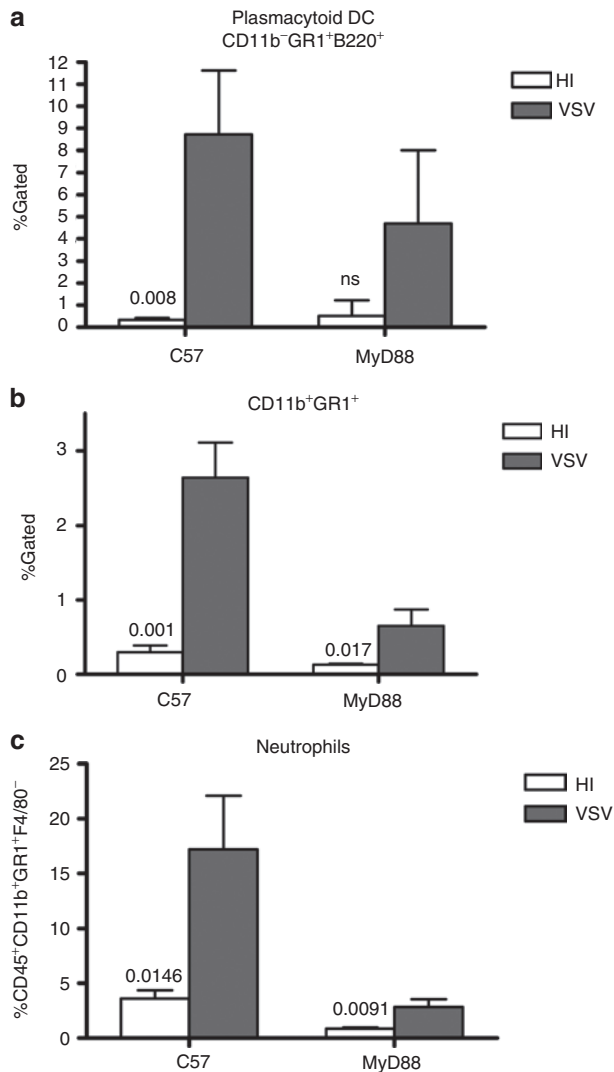 a
Plasmacytoid DC
CD11b⁻GR1⁺B220⁺
HI
VSV
%Gated
12
11
10
9
8
7
6
5
4
3
2
1
0
0.008
ns
C57
MyD88
b
CD11b⁺GR1⁺
HI
VSV
%Gated
3
2
1
0
0.001
0.017
C57
MyD88
c
Neutrophils
HI
VSV
%CD45⁺CD11b⁺GR1⁺F4/80⁻
25
20
15
10
5
0
0.0146
0.0091
C57
MyD88